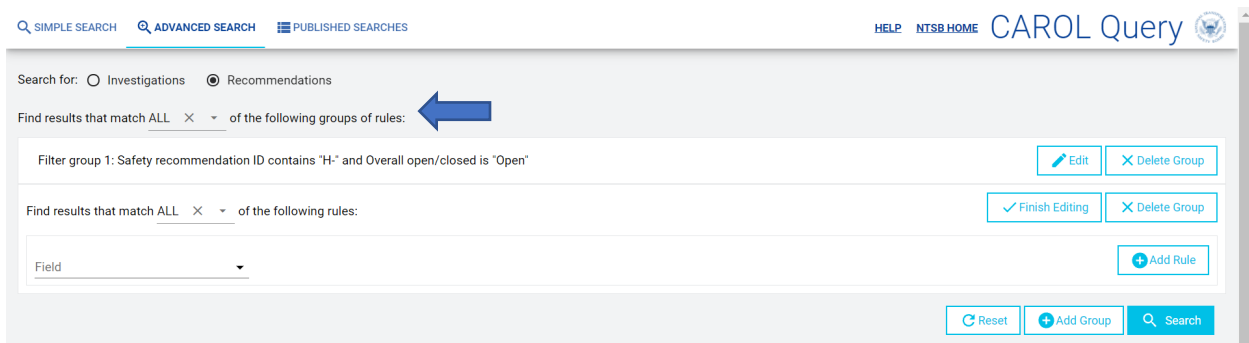 SIMPLE SEARCH ADVANCED SEARCH PUBLISHED SEARCHES HELP NTSB HOME CAROL Query
Search for: Investigations Recommendations
Find results that match ALL of the following groups of rules:
Filter group 1: Safety recommendation ID contains "H-" and Overall open/closed is "Open" Edit Delete Group
Find results that match ALL of the following rules: Finish Editing Delete Group
Field Add Rule
Reset Add Group Search